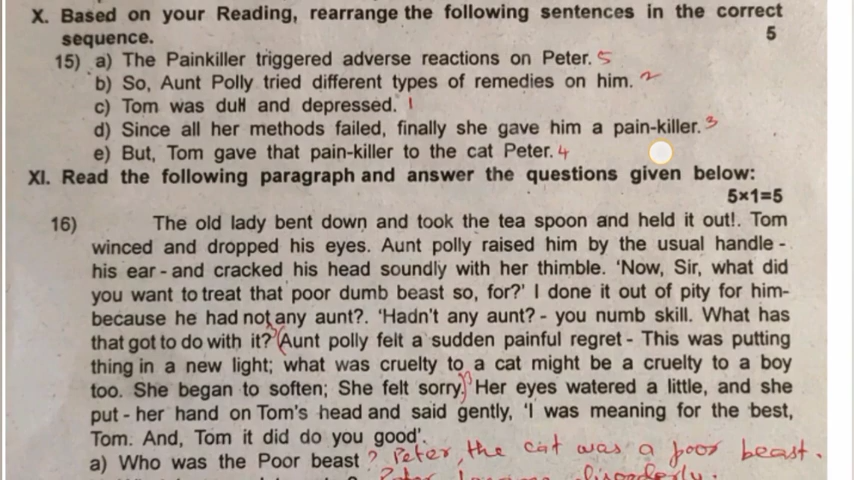 X. Based on your Reading, rearrange the following sentences in the correct
sequence. 5
15) a) The Painkiller triggered adverse reactions on Peter. 5
b) So, Aunt Polly tried different types of remedies on him. 2
c) Tom was dull and depressed. 1
d) Since all her methods failed, finally she gave him a pain-killer. 3
e) But, Tom gave that pain-killer to the cat Peter. 4
XI. Read the following paragraph and answer the questions given below:
5x1=5
16) The old lady bent down and took the tea spoon and held it out!. Tom
winced and dropped his eyes. Aunt polly raised him by the usual handle -
his ear - and cracked his head soundly with her thimble. 'Now, Sir, what did
you want to treat that poor dumb beast so, for?' I done it out of pity for him-
because he had not any aunt?. 'Hadn't any aunt? - you numb skill. What has
that got to do with it? Aunt polly felt a sudden painful regret - This was putting
thing in a new light; what was cruelty to a cat might be a cruelty to a boy
too. She began to soften; She felt sorry. Her eyes watered a little, and she
put - her hand on Tom's head and said gently, 'I was meaning for the best,
Tom. And, Tom it did do you good'.
a) Who was the Poor beast? Peter, the cat was a poor beast.
disorderly.